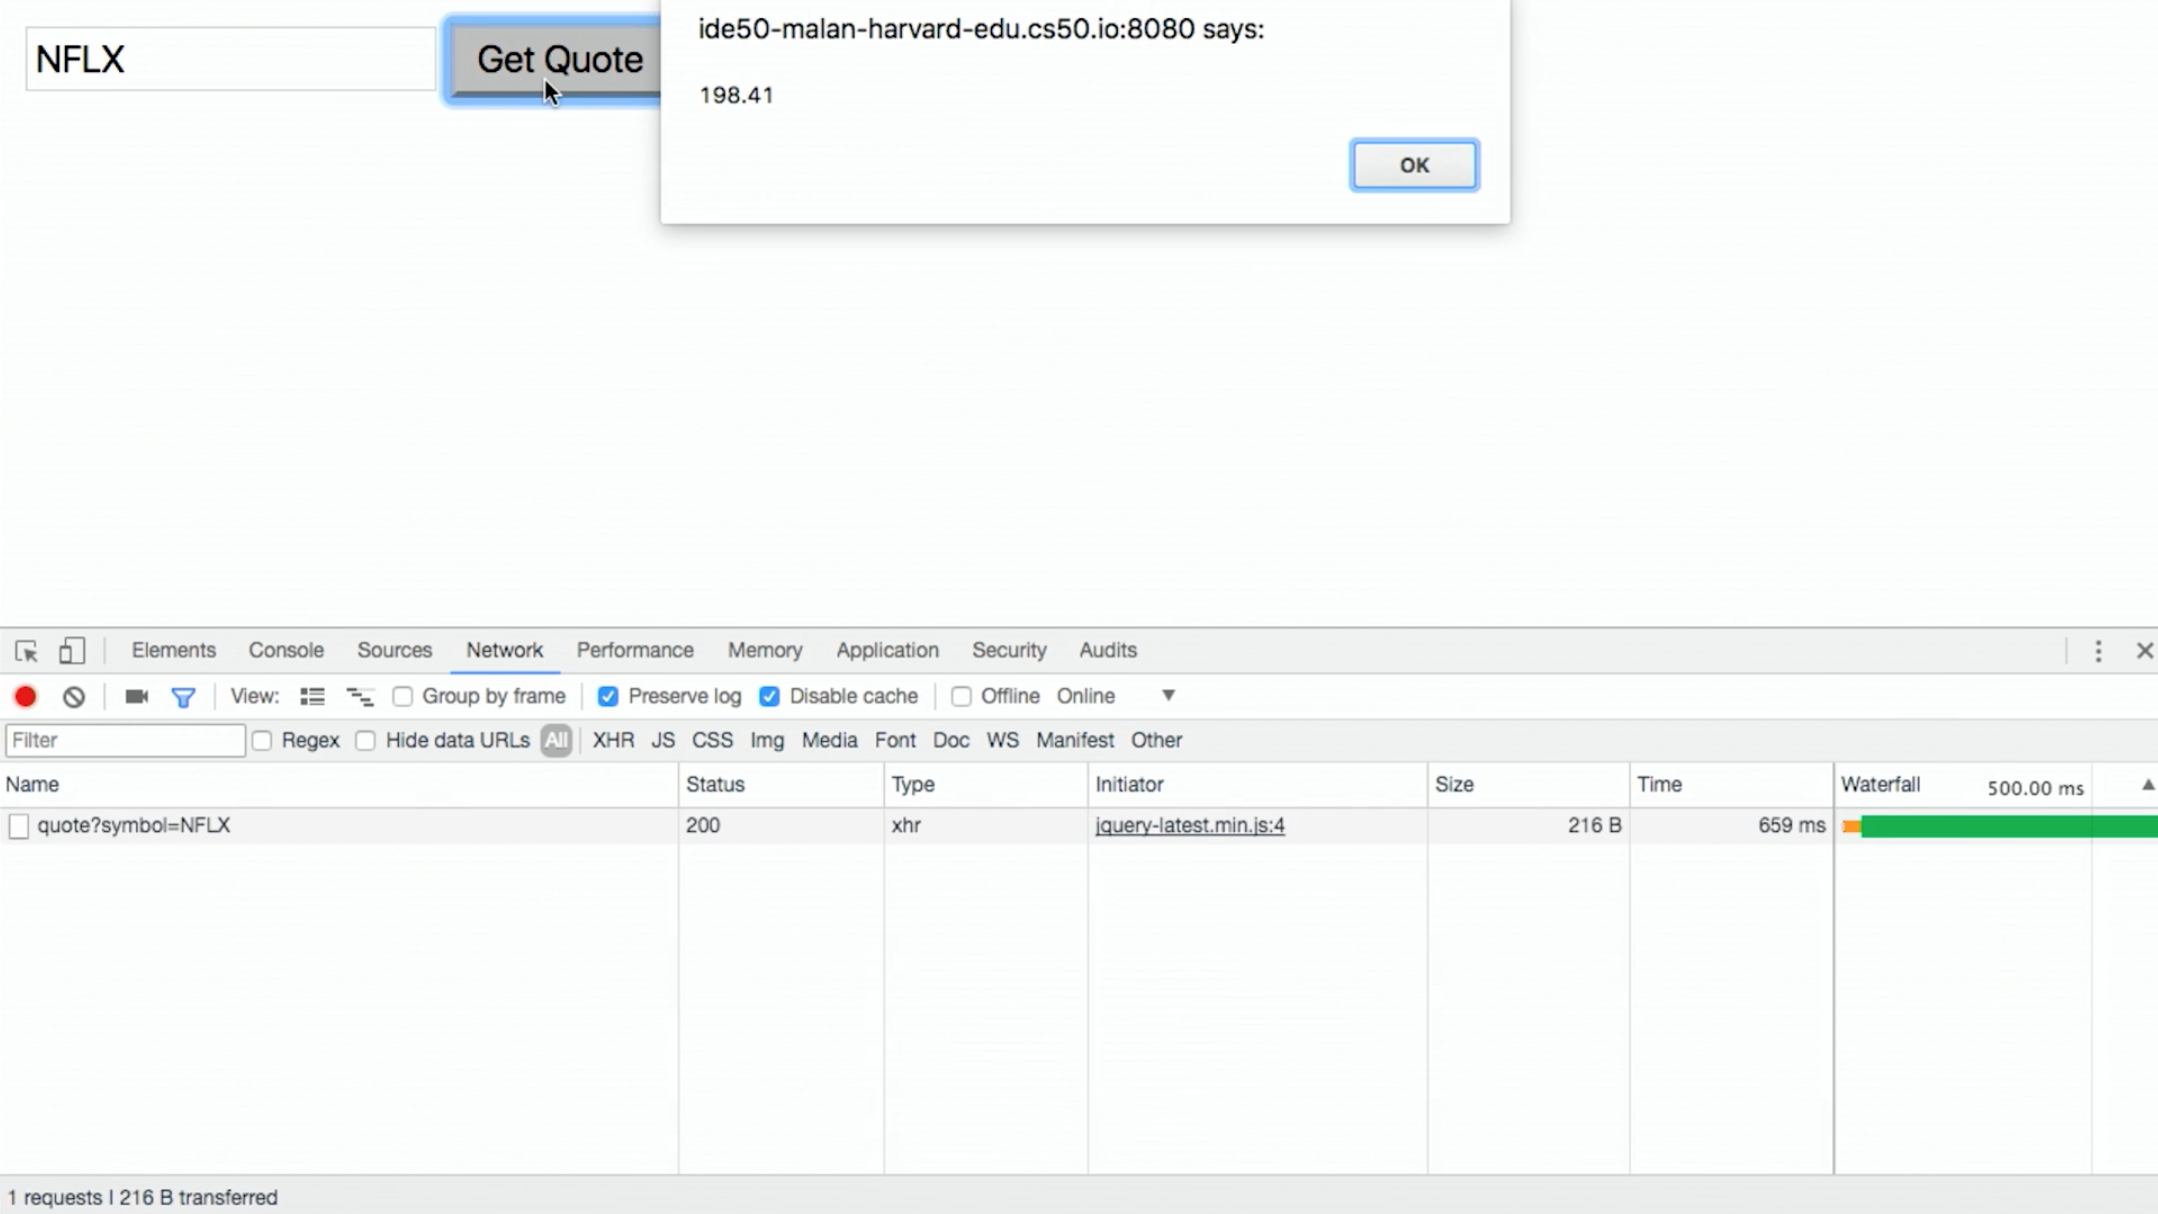 NFLX
Get Quote
ide50-malan-harvard-edu.cs50.io:8080 says:
198.41
OK
Elements Console Sources Network Performance Memory Application Security Audits
View: Group by frame Preserve log Disable cache Offline Online
Filter Regex Hide data URLs All XHR JS CSS Img Media Font Doc WS Manifest Other
Name Status Type Initiator Size Time Waterfall 500.00 ms
quote?symbol=NFLX 200 xhr jquery-latest.min.js:4 216 B 659 ms
1 requests | 216 B transferred